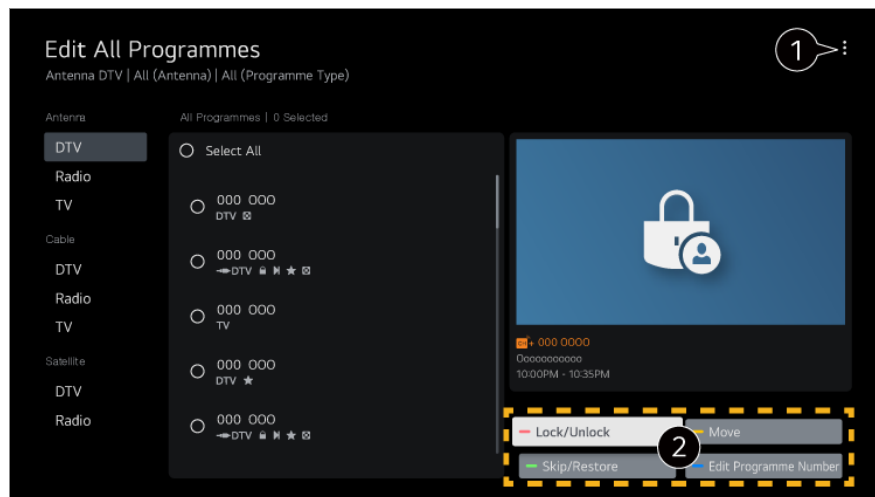 Edit All Programmes
Antenna DTV | All (Antenna) | All (Programme Type)
1
Antenna
DTV
Radio
TV
Cable
DTV
Radio
TV
Satellite
DTV
Radio
All Programmes | 0 Selected
Select All
000 000
DTV
000 000
DTV
000 000
TV
000 000
DTV ★
000 000
DTV
CH+ 000 0000
Oooooooooo
10:00PM - 10:35PM
Lock/Unlock
Move
2
Skip/Restore
Edit Programme Number